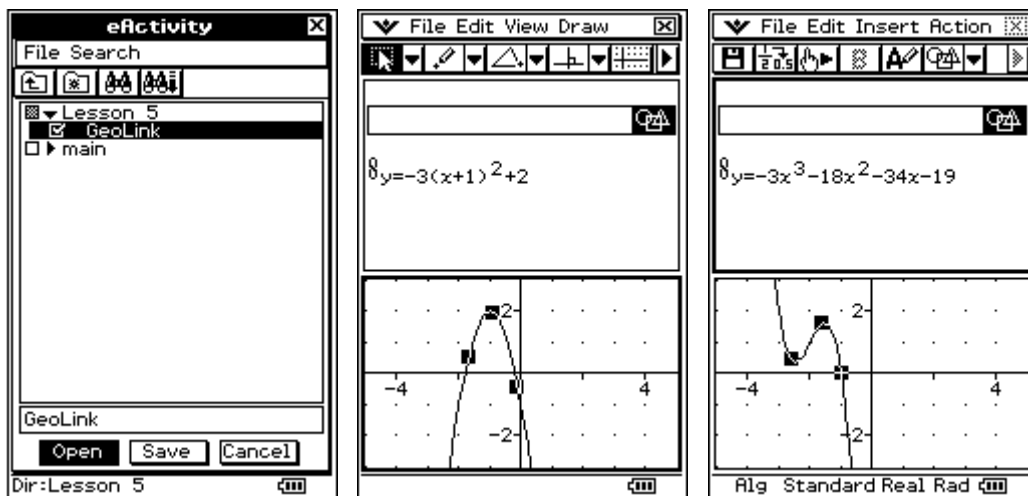 eActivity
File Search
Lesson 5
GeoLink
main
GeoLink
Open Save Cancel
Dir:Lesson 5
File Edit View Draw
y=-3(x+1)²+2
2
-4 4
-2
File Edit Insert Action
y=-3x³-18x²-34x-19
2
-4 4
-2
Alg Standard Real Rad